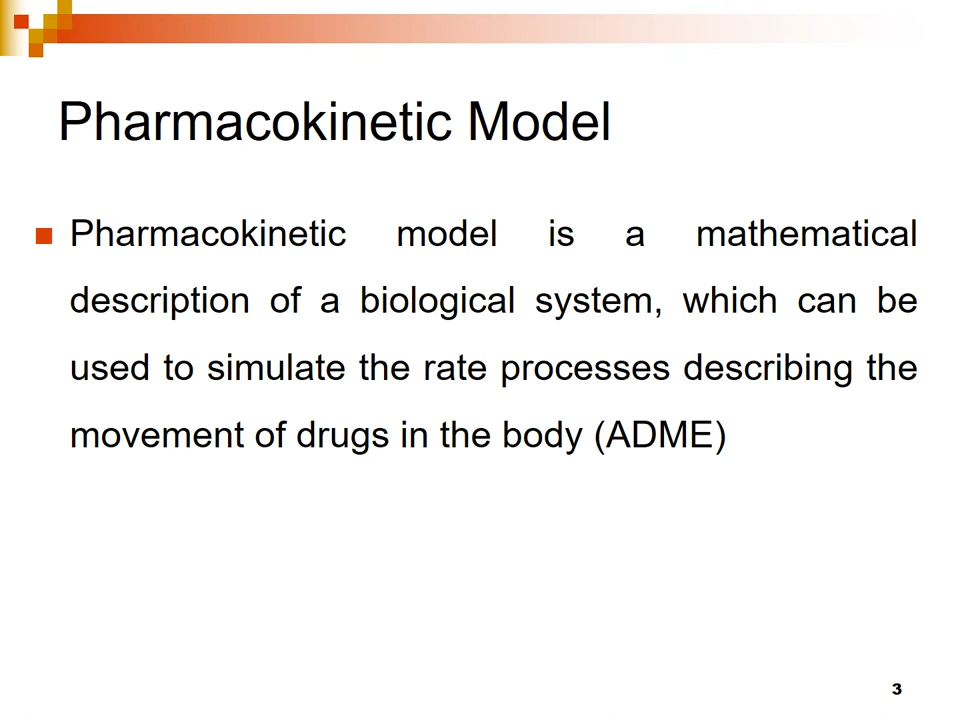 Pharmacokinetic Model
Pharmacokinetic model is a mathematical
description of a biological system, which can be
used to simulate the rate processes describing the
movement of drugs in the body (ADME)
3